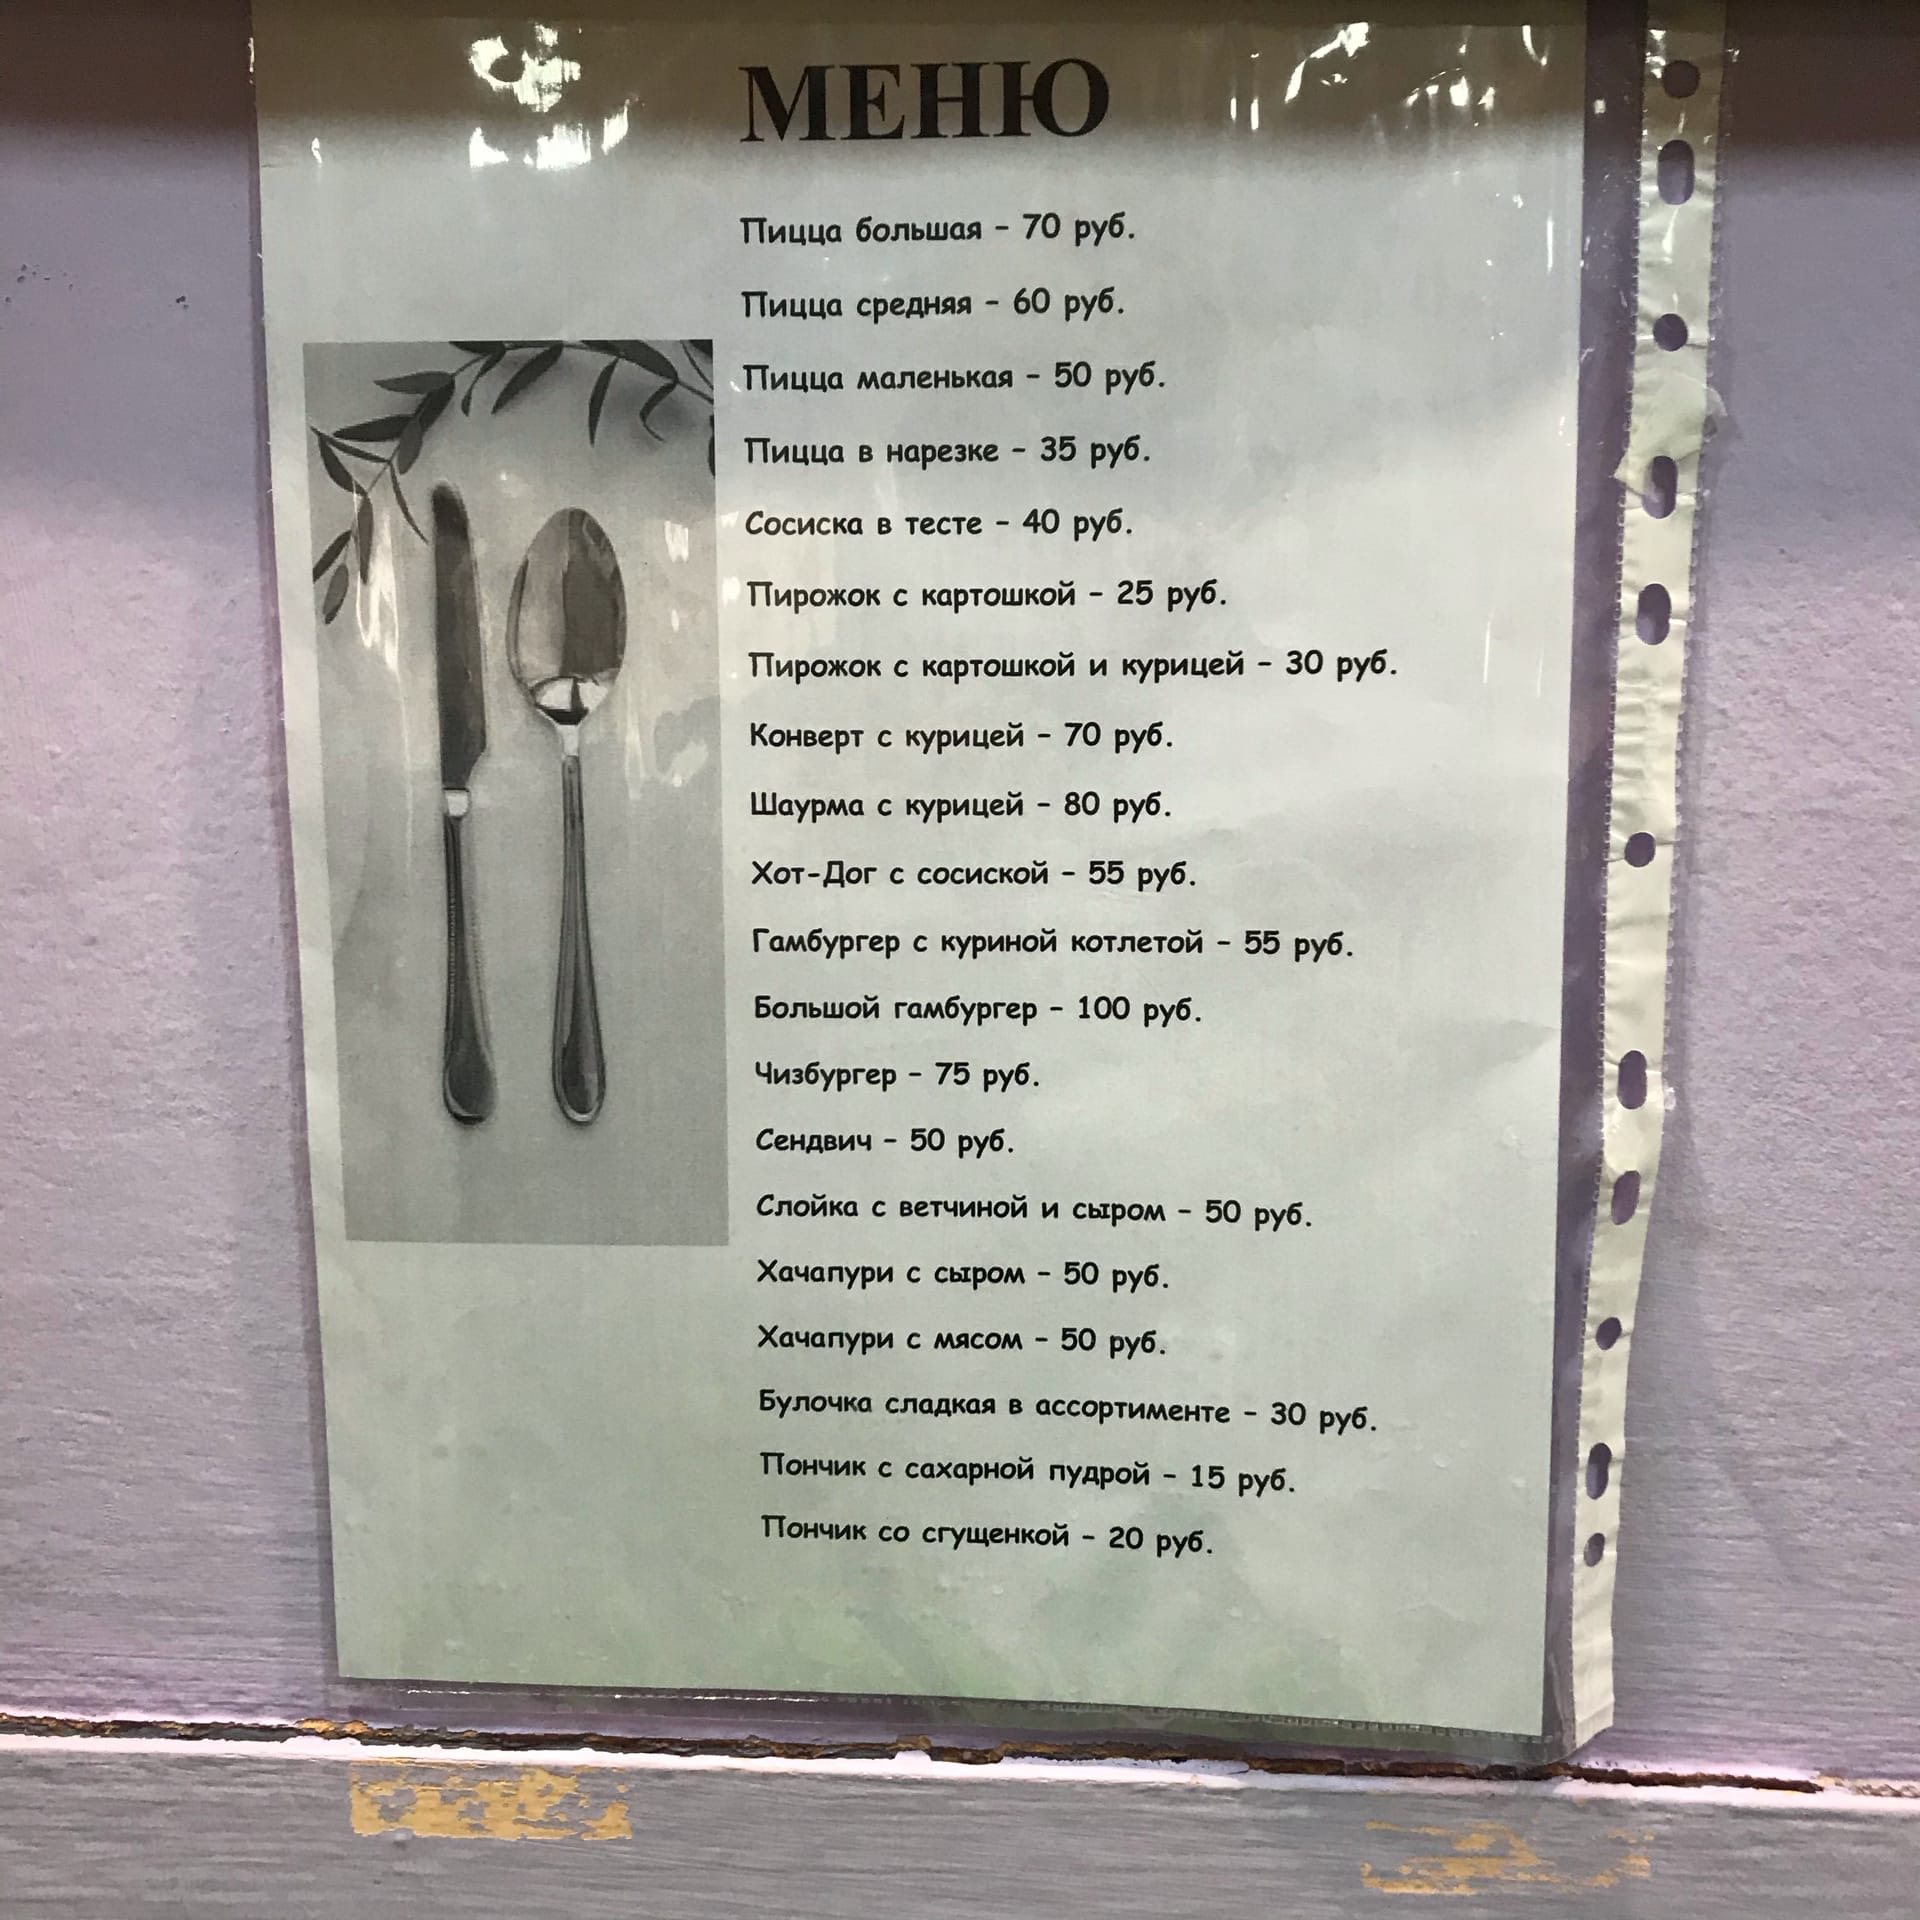 МЕНЮ
Пицца большая - 70 руб.
Пицца средняя - 60 руб.
Пицца маленькая - 50 руб.
Пицца в нарезке - 35 руб.
Сосиска в тесте - 40 руб.
Пирожок с картошкой - 25 руб.
Пирожок с картошкой и курицей - 30 руб.
Конверт с курицей - 70 руб.
Шаурма с курицей - 80 руб.
Хот-Дог с сосиской - 55 руб.
Гамбургер с куриной котлетой - 55 руб.
Большой гамбургер - 100 руб.
Чизбургер - 75 руб.
Сендвич - 50 руб.
Слойка с ветчиной и сыром - 50 руб.
Хачапури с сыром - 50 руб.
Хачапури с мясом - 50 руб.
Булочка сладкая в ассортименте - 30 руб.
Пончик с сахарной пудрой - 15 руб.
Пончик со сгущенкой - 20 руб.